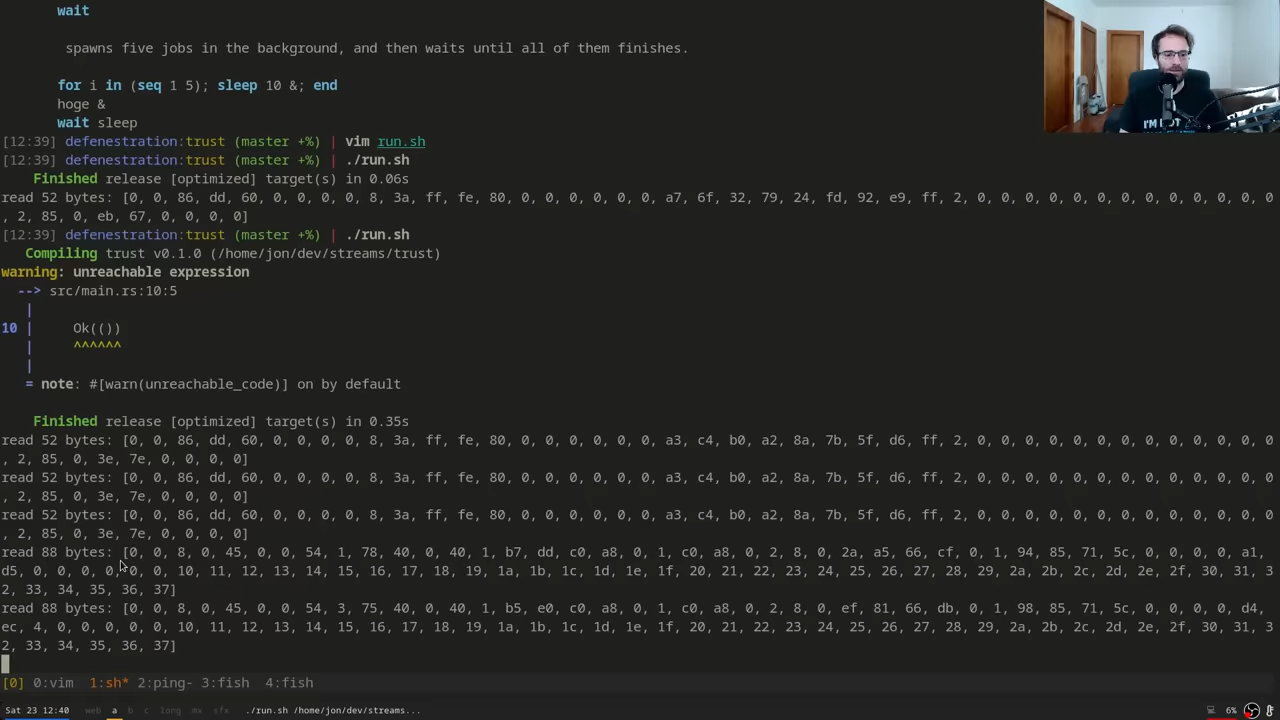 wait
spawns five jobs in the background, and then waits until all of them finishes.
for i in (seq 1 5); sleep 10 &; end
hoge &
wait sleep
[12:39] defenestration:trust (master +%) | vim run.sh
[12:39] defenestration:trust (master +%) | ./run.sh
Finished release [optimized] target(s) in 0.06s
read 52 bytes: [0, 0, 86, dd, 60, 0, 0, 0, 0, 8, 3a, ff, fe, 80, 0, 0, 0, 0, 0, 0, a7, 6f, 32, 79, 24, fd, 92, e9, ff, 2, 0, 0, 0, 0, 0, 0, 0, 0, 0, 0, 0, 0
, 2, 85, 0, eb, 67, 0, 0, 0, 0]
[12:39] defenestration:trust (master +%) | ./run.sh
Compiling trust v0.1.0 (/home/jon/dev/streams/trust)
warning: unreachable expression
--> src/main.rs:10:5
|
10 | Ok(())
| ^^^^^^
|
= note: #[warn(unreachable_code)] on by default
Finished release [optimized] target(s) in 0.35s
read 52 bytes: [0, 0, 86, dd, 60, 0, 0, 0, 0, 8, 3a, ff, fe, 80, 0, 0, 0, 0, 0, 0, a3, c4, b0, a2, 8a, 7b, 5f, d6, ff, 2, 0, 0, 0, 0, 0, 0, 0, 0, 0, 0, 0, 0
, 2, 85, 0, 3e, 7e, 0, 0, 0, 0]
read 52 bytes: [0, 0, 86, dd, 60, 0, 0, 0, 0, 8, 3a, ff, fe, 80, 0, 0, 0, 0, 0, 0, a3, c4, b0, a2, 8a, 7b, 5f, d6, ff, 2, 0, 0, 0, 0, 0, 0, 0, 0, 0, 0, 0, 0
, 2, 85, 0, 3e, 7e, 0, 0, 0, 0]
read 52 bytes: [0, 0, 86, dd, 60, 0, 0, 0, 0, 8, 3a, ff, fe, 80, 0, 0, 0, 0, 0, 0, a3, c4, b0, a2, 8a, 7b, 5f, d6, ff, 2, 0, 0, 0, 0, 0, 0, 0, 0, 0, 0, 0, 0
, 2, 85, 0, 3e, 7e, 0, 0, 0, 0]
read 88 bytes: [0, 0, 8, 0, 45, 0, 0, 54, 1, 78, 40, 0, 40, 1, b7, dd, c0, a8, 0, 1, c0, a8, 0, 2, 8, 0, 2a, a5, 66, cf, 0, 1, 94, 85, 71, 5c, 0, 0, 0, 0, a1,
d5, 0, 0, 0, 0, 0, 0, 10, 11, 12, 13, 14, 15, 16, 17, 18, 19, 1a, 1b, 1c, 1d, 1e, 1f, 20, 21, 22, 23, 24, 25, 26, 27, 28, 29, 2a, 2b, 2c, 2d, 2e, 2f, 30, 31, 3
2, 33, 34, 35, 36, 37]
read 88 bytes: [0, 0, 8, 0, 45, 0, 0, 54, 3, 75, 40, 0, 40, 1, b5, e0, c0, a8, 0, 1, c0, a8, 0, 2, 8, 0, ef, 81, 66, db, 0, 1, 98, 85, 71, 5c, 0, 0, 0, 0, d4,
ec, 4, 0, 0, 0, 0, 0, 10, 11, 12, 13, 14, 15, 16, 17, 18, 19, 1a, 1b, 1c, 1d, 1e, 1f, 20, 21, 22, 23, 24, 25, 26, 27, 28, 29, 2a, 2b, 2c, 2d, 2e, 2f, 30, 31, 3
2, 33, 34, 35, 36, 37]
[0] 0:vim 1:sh* 2:ping- 3:fish 4:fish
Sat 23 12:40 web a b c long mx sfx ./run.sh /home/jon/dev/streams... 6%
I'M NOT